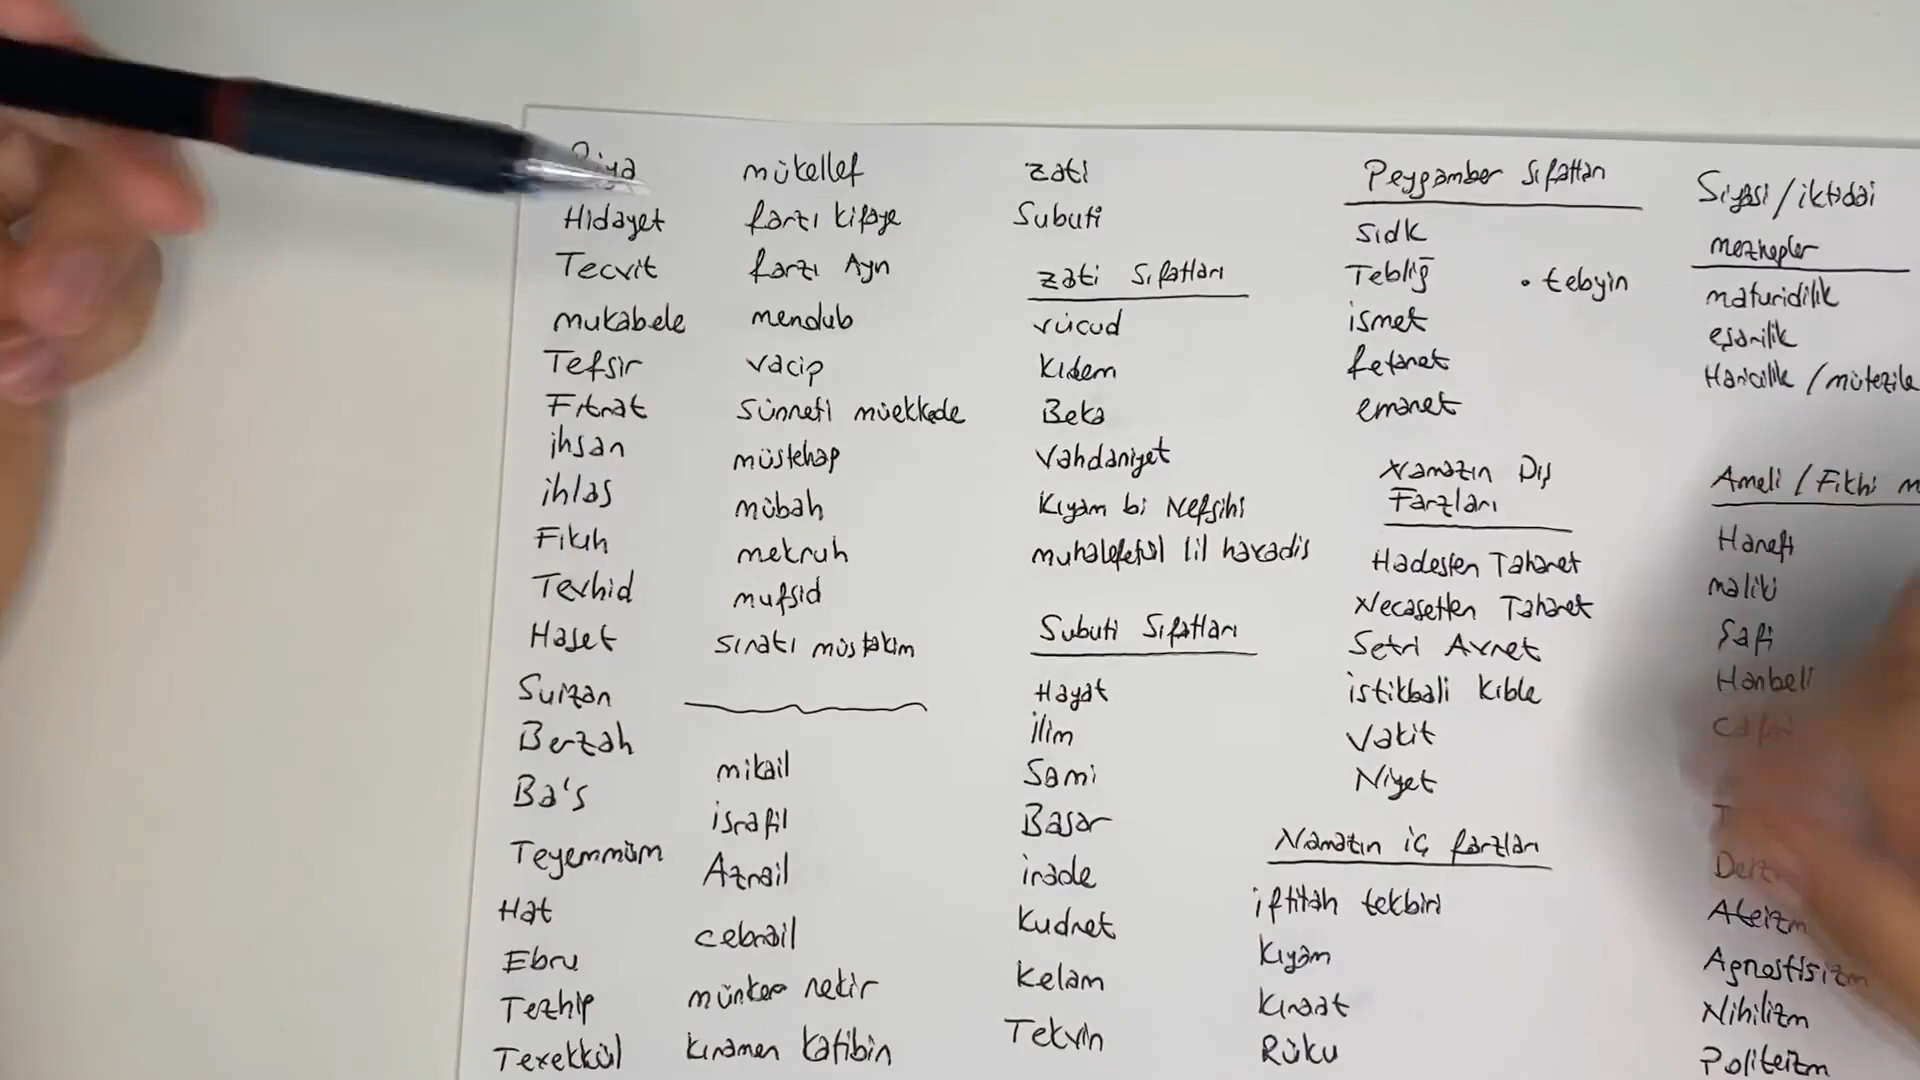 Riya
Hidayet
Tecvit
mukabele
Tefsir
Fıtrat
ihsan
ihlas
Fıkıh
Tevhid
Haset
Suizan
Berzah
Ba's
Teyemmüm
Hat
Ebru
Tezhip
Tevekkül
mükellef
farzı kifaye
farzı Ayn
mendub
vacip
sünneti müekkede
müstehap
mübah
mekruh
mufsid
sıratı müstakim
mikail
israfil
Azrail
cebrail
münker nekir
kıramen katibin
zati
Subuti
zati Sıfatları
vücud
Kıdem
Beka
Vahdaniyet
Kıyam bi Nefsihi
muhalefetül lil havadis
Subuti Sıfatları
Hayat
ilim
Sami
Basar
irade
Kudret
Kelam
Tekvin
Peygamber Sıfatları
Sıdk
Tebliğ • tebyin
ismet
fetanet
emanet
Namazın Dış
Farzları
Hadesten Taharet
Necasetten Taharet
Setri Avret
istikbali Kıble
Vakit
Niyet
Namazın iç farzları
iftitah tekbiri
Kıyam
Kıraat
Rüku
Siyasi / iktidai
mezhepler
maturidilik
eşarilik
Haricilik / mütezile
Ameli / Fıkhi
Hanefi
maliki
Şafi
Hanbeli
Ateizm
Agnostisizm
Nihilizm
Politeizm